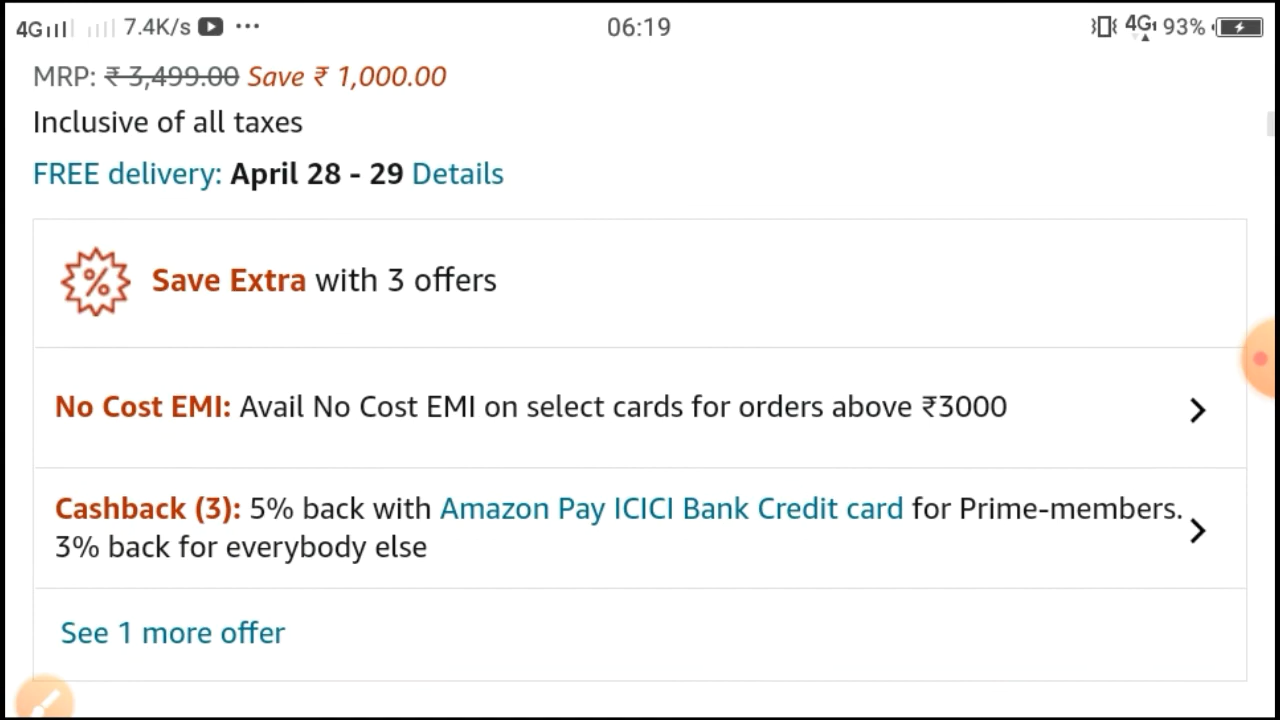 4G 7.4K/s ... 06:19 4G 93%
MRP: ₹ 3,499.00 Save ₹ 1,000.00
Inclusive of all taxes
FREE delivery: April 28 - 29 Details
% Save Extra with 3 offers
No Cost EMI: Avail No Cost EMI on select cards for orders above ₹3000
Cashback (3): 5% back with Amazon Pay ICICI Bank Credit card for Prime-members.
3% back for everybody else
See 1 more offer